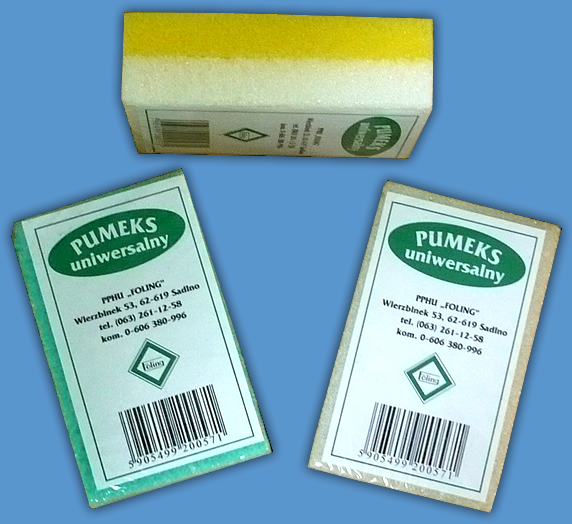 PUMEKS
uniwersalny
PUMEKS
uniwersalny
PPHU „FOLING”
Wierzbinek 53, 62-619 Sadlno
tel. (063) 261-12-58
kom. 0-606 380-996
foling
5905499200571
PUMEKS
uniwersalny
PPHU „FOLING”
Wierzbinek 53, 62-619 Sadlno
tel. (063) 261-12-58
kom. 0-606 380-996
foling
5905499200571